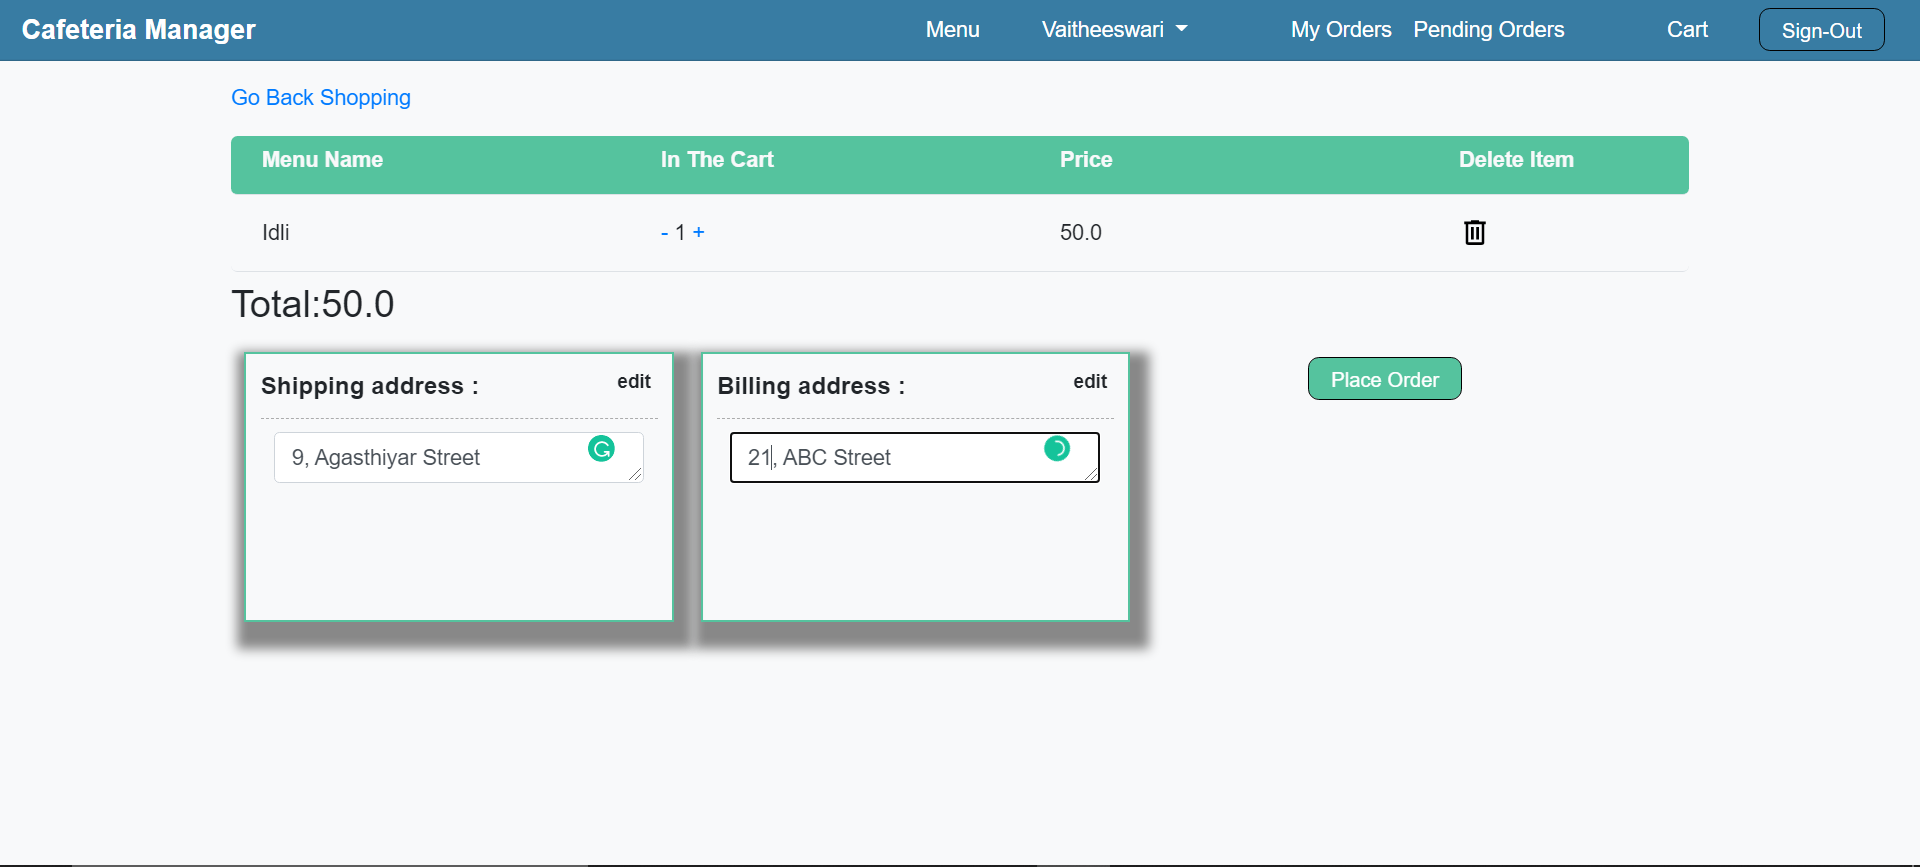 Cafeteria Manager Menu Vaitheeswari My Orders Pending Orders Cart Sign-Out
Go Back Shopping
Menu Name In The Cart Price Delete Item
Idli - 1 + 50.0
Total:50.0
Shipping address : edit
9, Agasthiyar Street
Billing address : edit
21, ABC Street
Place Order